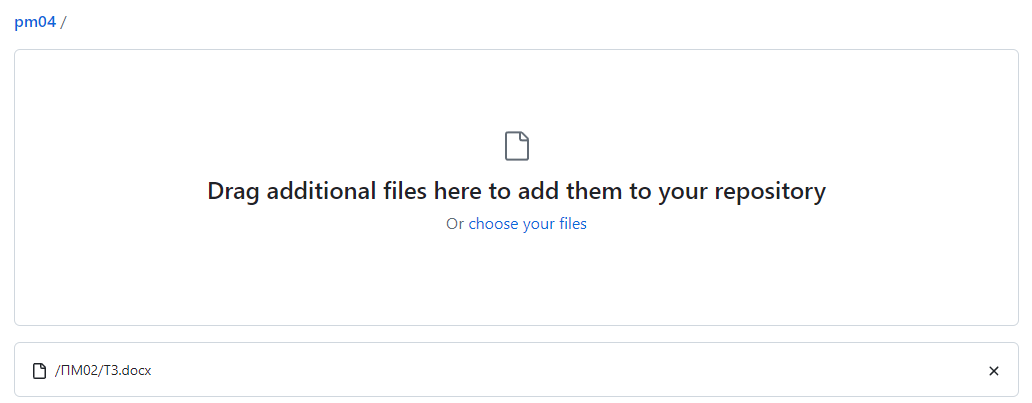 pm04 /
Drag additional files here to add them to your repository
Or choose your files
/ПМ02/ТЗ.docx